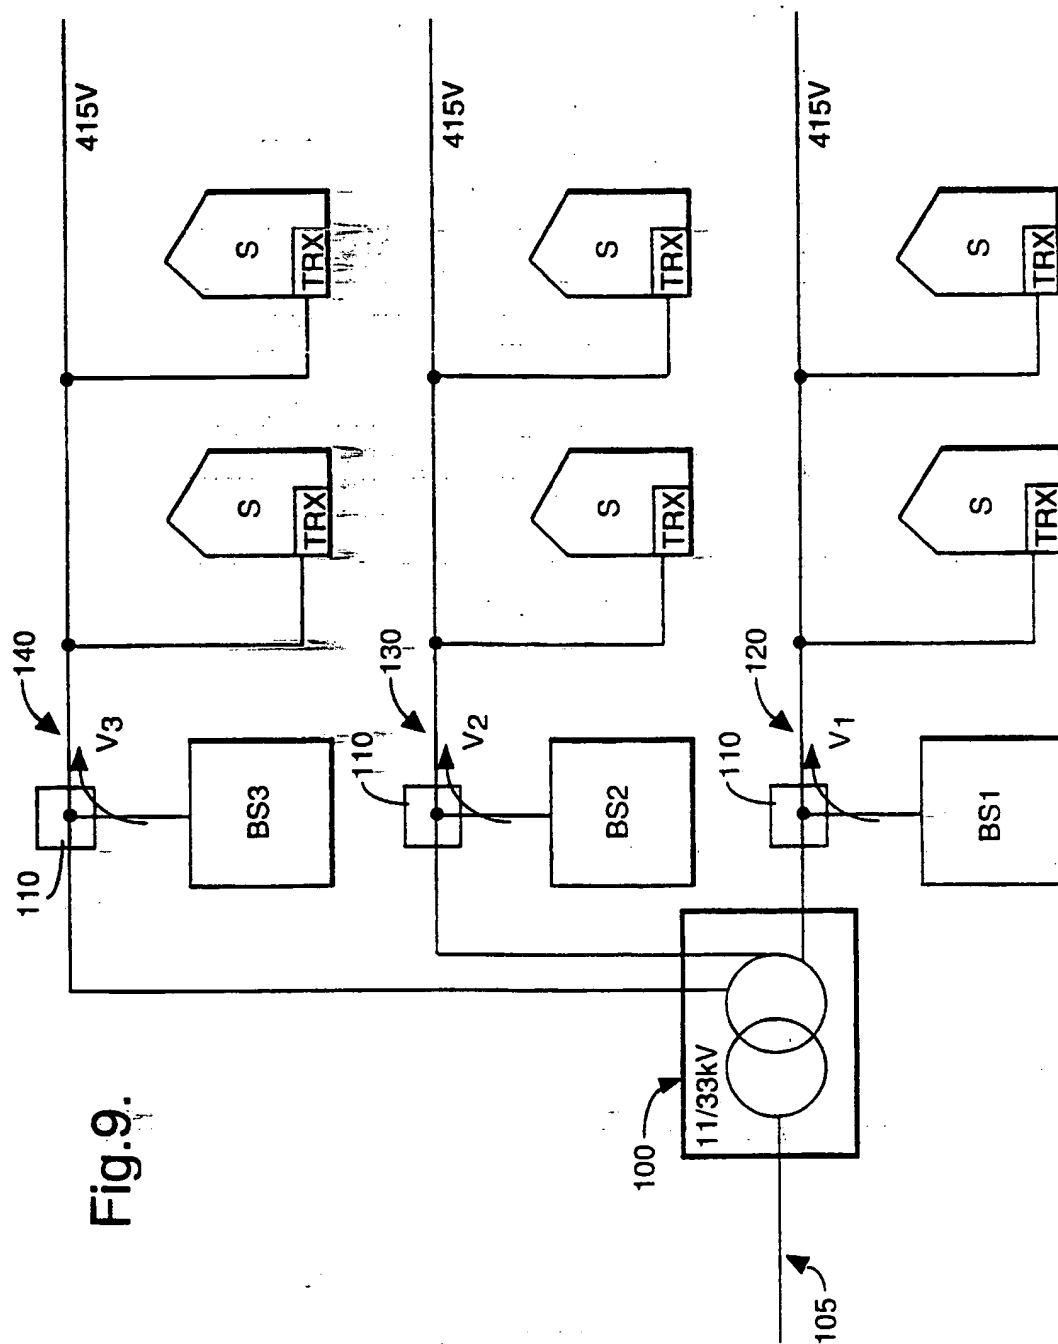 Fig.9.
110
140
415V
V3
BS3
S
S
TRX
TRX
110
130
415V
V2
BS2
S
S
TRX
TRX
100
11/33kV
110
120
415V
105
V1
BS1
S
S
TRX
TRX